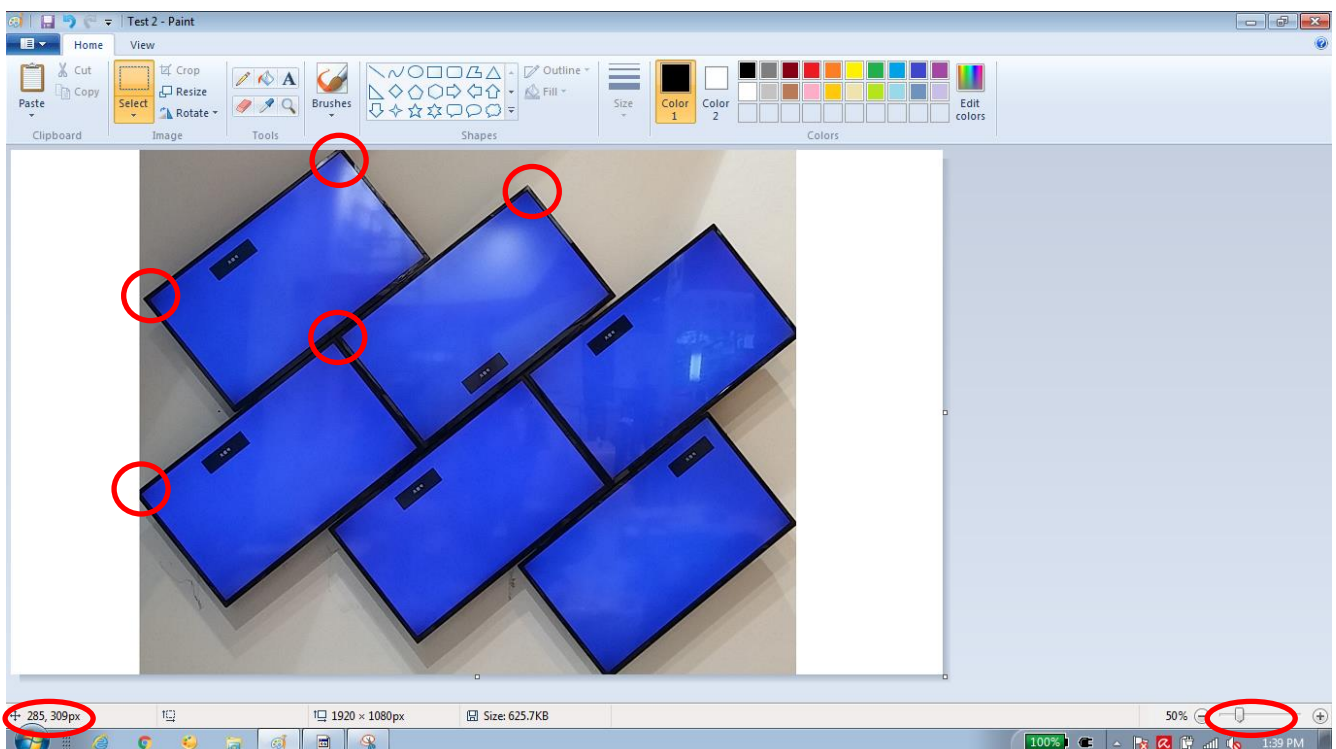 Test 2 - Paint
Home View
Paste
Cut
Copy
Clipboard
Select
Crop
Resize
Rotate
Image
A
Tools
Brushes
Outline
Fill
Shapes
Size
Color 1
Color 2
Edit colors
Colors
285, 309px
1920 × 1080px
Size: 625.7KB
50%
100%
1:39 PM